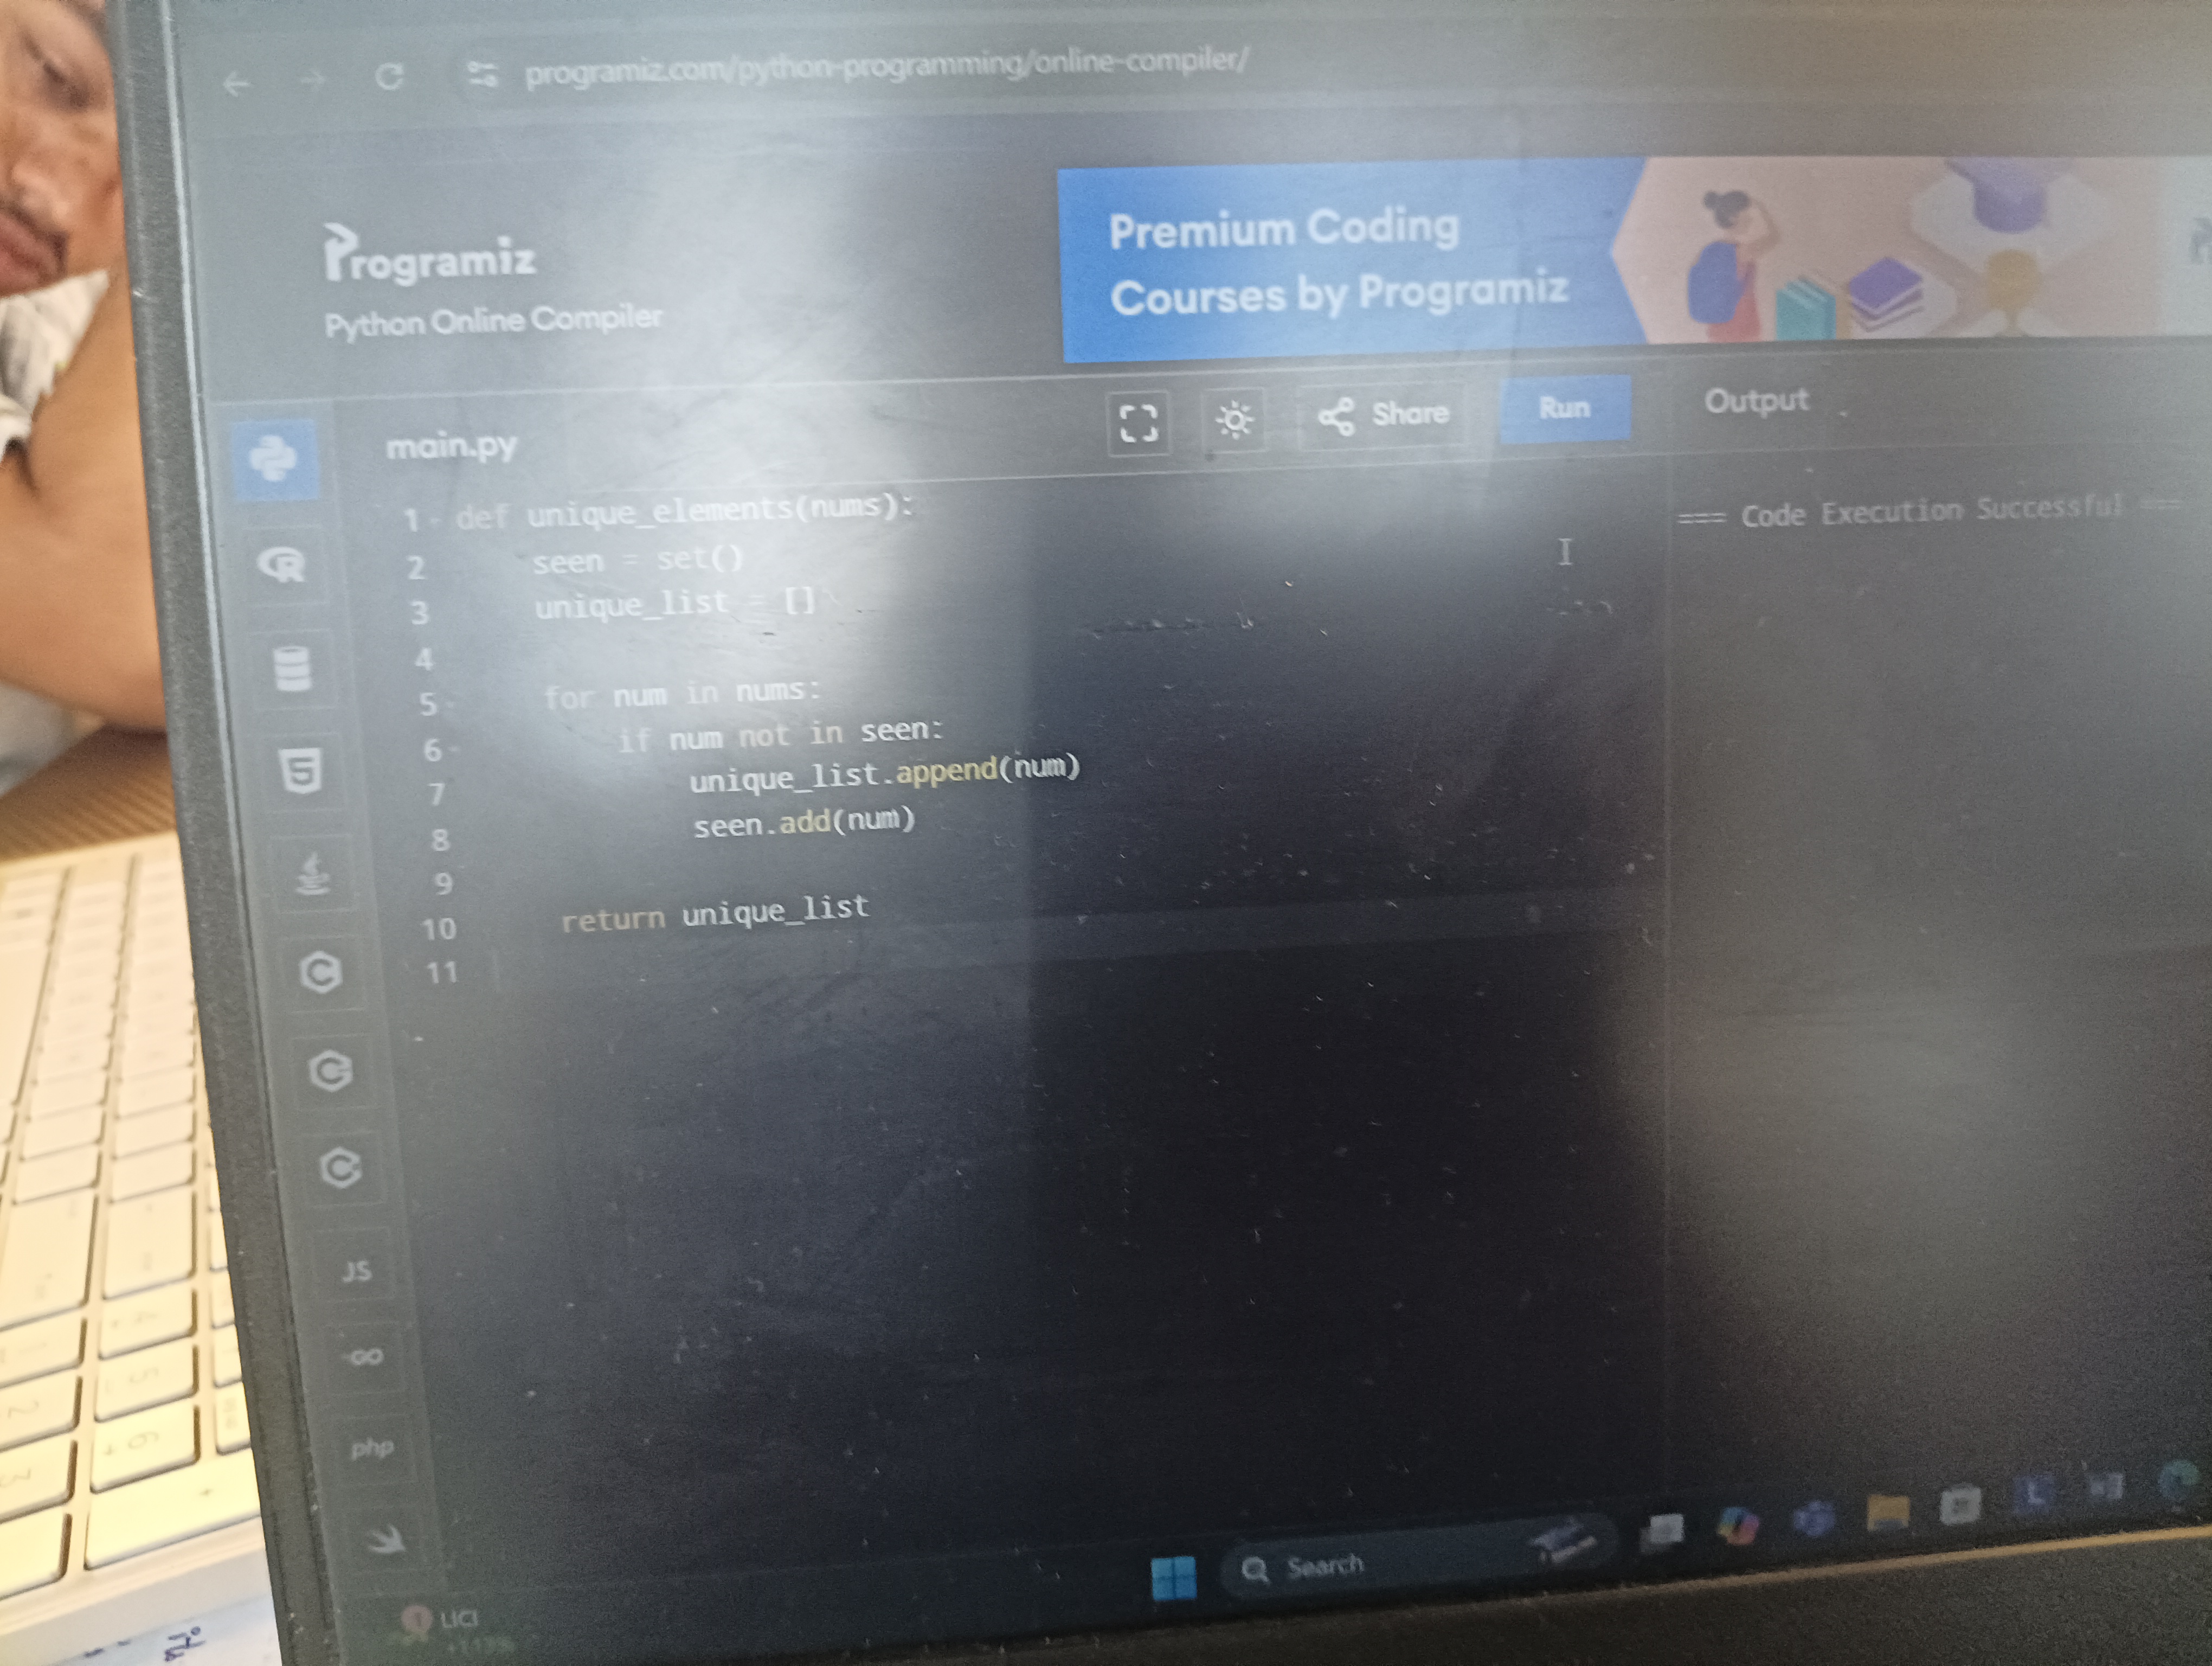 programiz.com/python-programming/online-compiler/
Programiz
Python Online Compiler
Premium Coding
Courses by Programiz
main.py
Share
Run
Output
1 def unique_elements(nums):
2 seen = set()
3 unique_list = []
4
5 for num in nums:
6 if num not in seen:
7 unique_list.append(num)
8 seen.add(num)
9
10 return unique_list
11
=== Code Execution Successful ===
JS
GO
php
Search
LICI